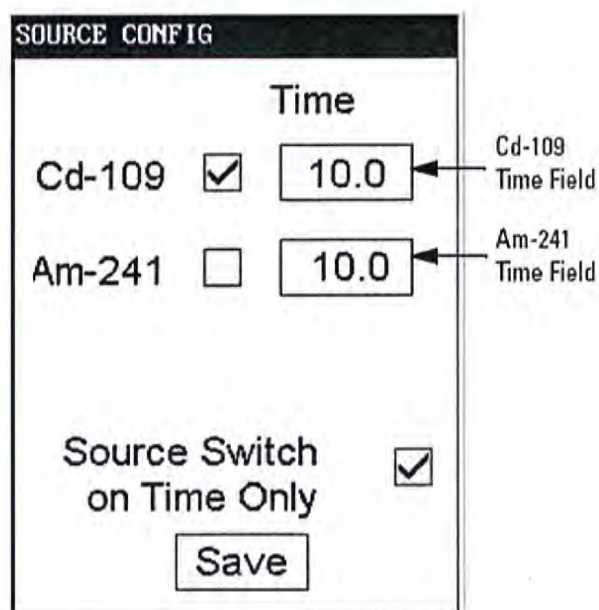 SOURCE CONFIG
Time
Cd-109 10.0
Cd-109
Time Field
Am-241 10.0
Am-241
Time Field
Source Switch
on Time Only
Save